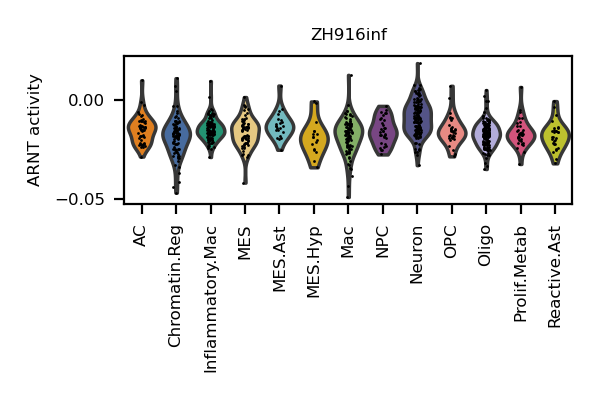 ZH916inf
ARNT activity
0.00
−0.05
AC
Chromatin.Reg
Inflammatory.Mac
MES
MES.Ast
MES.Hyp
Mac
NPC
Neuron
OPC
Oligo
Prolif.Metab
Reactive.Ast